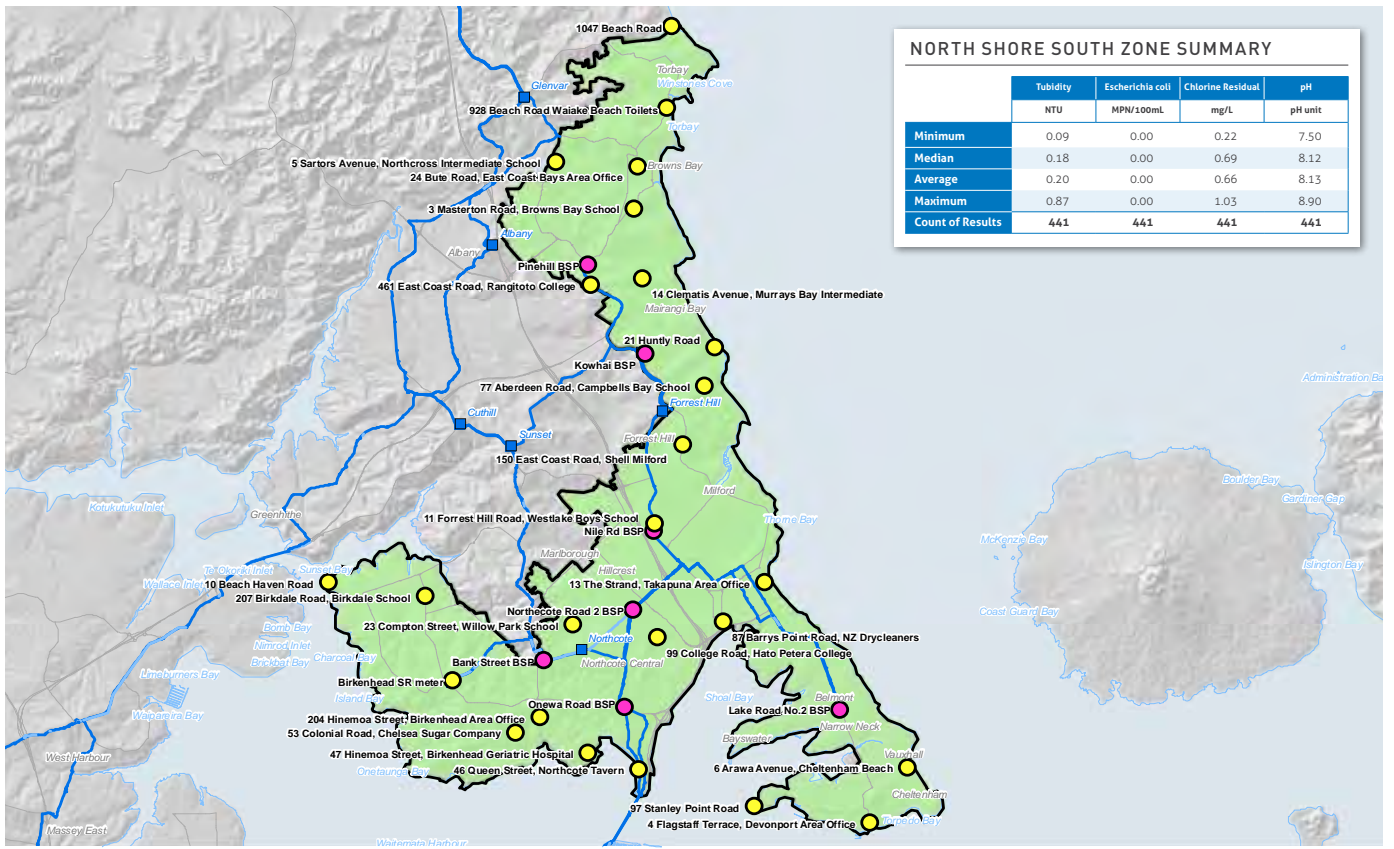 1047 Beach Road
NORTH SHORE SOUTH ZONE SUMMARY
Tubidity Escherichia coli Chlorine Residual pH
NTU MPN/100mL mg/L pH unit
Minimum 0.09 0.00 0.22 7.50
Median 0.18 0.00 0.69 8.12
Average 0.20 0.00 0.66 8.13
Maximum 0.87 0.00 1.03 8.90
Count of Results 441 441 441 441
Torbay
Winstones Cove
Glenvar
928 Beach Road Waiake Beach Toilets
Torbay
5 Sartors Avenue, Northcross Intermediate School
Browns Bay
24 Bute Road, East Coast Bays Area Office
3 Masterton Road, Browns Bay School
Albany
Albany
Pinehill BSP
461 East Coast Road, Rangitoto College
14 Clematis Avenue, Murrays Bay Intermediate
Mairangi Bay
21 Huntly Road
Kowhai BSP
77 Aberdeen Road, Campbells Bay School
Administration Ba
Forrest Hill
Cuthill
Sunset
Forrest Hill
150 East Coast Road, Shell Milford
Milford
Boulder Bay
Gardiner Gap
Kotukutuku Inlet
Greenhithe
11 Forrest Hill Road, Westlake Boys School
Thorne Bay
Nile Rd BSP
McKenzie Bay
Marlborough
Islington Bay
Te Okoriki Inlet
Sunset Bay
Hillcrest
Wallace Inlet
10 Beach Haven Road
13 The Strand, Takapuna Area Office
207 Birkdale Road, Birkdale School
Northecote Road 2 BSP
Coast Guard Bay
23 Compton Street, Willow Park School
Bomb Bay
Northcote
87 Barrys Point Road, NZ Drycleaners
Nimrod Inlet
99 College Road, Hato Petera College
Charcoal Bay
Brickbat Bay
Bank Street BSP
Northcote Central
Limeburners Bay
Birkenhead SR meter
Island Bay
Shoal Bay
Belmont
Onewa Road BSP
Lake Road No.2 BSP
Waipareira Bay
204 Hinemoa Street, Birkenhead Area Office
Narrow Neck
53 Colonial Road, Chelsea Sugar Company
Bayswater
47 Hinemoa Street, Birkenhead Geriatric Hospital
Vauxhall
West Harbour
Onetaunga Bay
46 Queen Street, Northcote Tavern
6 Arawa Avenue, Cheltenham Beach
Cheltenham
97 Stanley Point Road
Torpedo Bay
4 Flagstaff Terrace, Devonport Area Office
Massey East
Waitemata Harbour